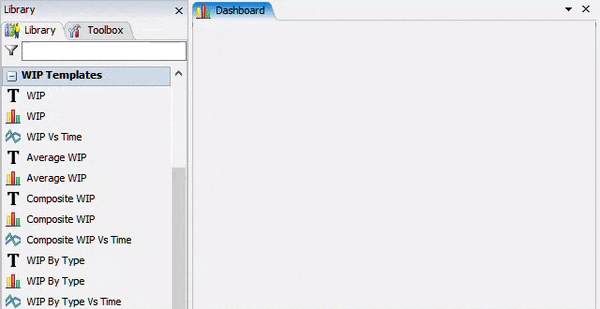 Library
Library Toolbox
Dashboard
WIP Templates
T WIP
WIP
WIP Vs Time
T Average WIP
Average WIP
T Composite WIP
Composite WIP
Composite WIP Vs Time
T WIP By Type
WIP By Type
WIP By Type Vs Time